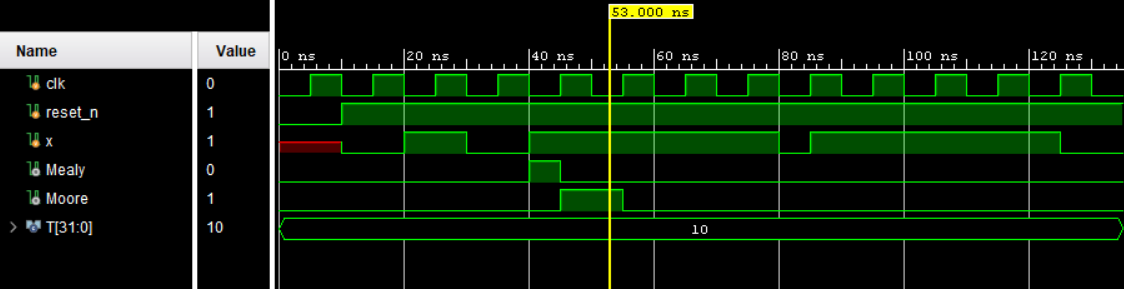 53.000 ns
Name Value 0 ns 20 ns 40 ns 60 ns 80 ns 100 ns 120 ns
clk 0
reset_n 1
x 1
Mealy 0
Moore 1
T[31:0] 10 10